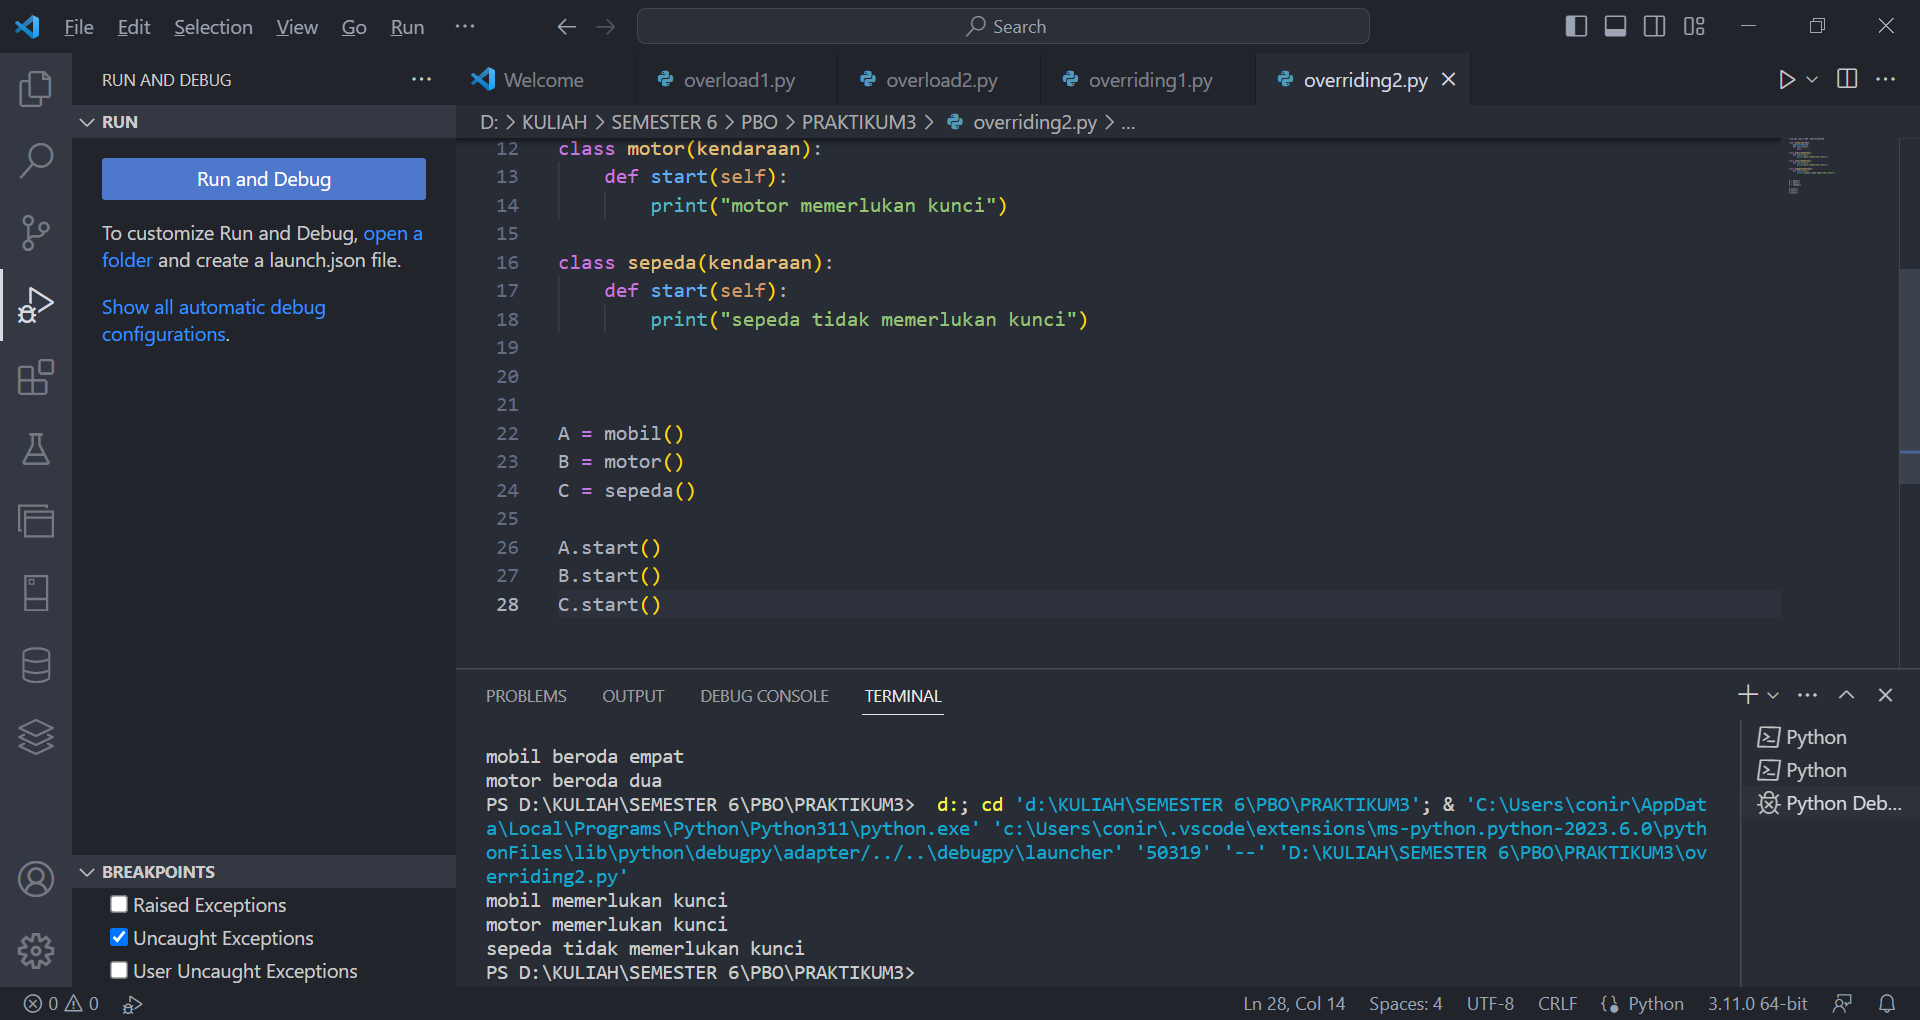 File Edit Selection View Go Run ···
Search
RUN AND DEBUG ···
RUN
Run and Debug
To customize Run and Debug, open a
folder and create a launch.json file.
Show all automatic debug
configurations.
BREAKPOINTS
Raised Exceptions
Uncaught Exceptions
User Uncaught Exceptions
Welcome overload1.py overload2.py overriding1.py overriding2.py
D: > KULIAH > SEMESTER 6 > PBO > PRAKTIKUM3 > overriding2.py > ...
12 class motor(kendaraan):
13 def start(self):
14 print("motor memerlukan kunci")
15
16 class sepeda(kendaraan):
17 def start(self):
18 print("sepeda tidak memerlukan kunci")
19
20
21
22 A = mobil()
23 B = motor()
24 C = sepeda()
25
26 A.start()
27 B.start()
28 C.start()
PROBLEMS OUTPUT DEBUG CONSOLE TERMINAL
mobil beroda empat
motor beroda dua
PS D:\KULIAH\SEMESTER 6\PBO\PRAKTIKUM3> d:; cd 'd:\KULIAH\SEMESTER 6\PBO\PRAKTIKUM3'; & 'C:\Users\conir\AppDat
a\Local\Programs\Python\Python311\python.exe' 'c:\Users\conir\.vscode\extensions\ms-python.python-2023.6.0\pyth
onFiles\lib\python\debugpy\adapter/../..\debugpy\launcher' '50319' '--' 'D:\KULIAH\SEMESTER 6\PBO\PRAKTIKUM3\ov
erriding2.py'
mobil memerlukan kunci
motor memerlukan kunci
sepeda tidak memerlukan kunci
PS D:\KULIAH\SEMESTER 6\PBO\PRAKTIKUM3>
Python
Python
Python Deb...
0 0
Ln 28, Col 14 Spaces: 4 UTF-8 CRLF Python 3.11.0 64-bit